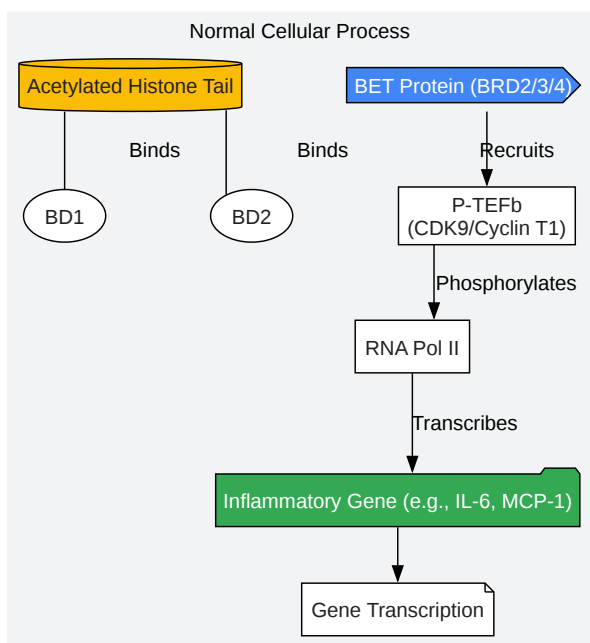 Normal Cellular Process
Acetylated Histone Tail
BET Protein (BRD2/3/4)
Binds
Binds
Recruits
BD1
BD2
P-TEFb
(CDK9/Cyclin T1)
Phosphorylates
RNA Pol II
Transcribes
Inflammatory Gene (e.g., IL-6, MCP-1)
Gene Transcription